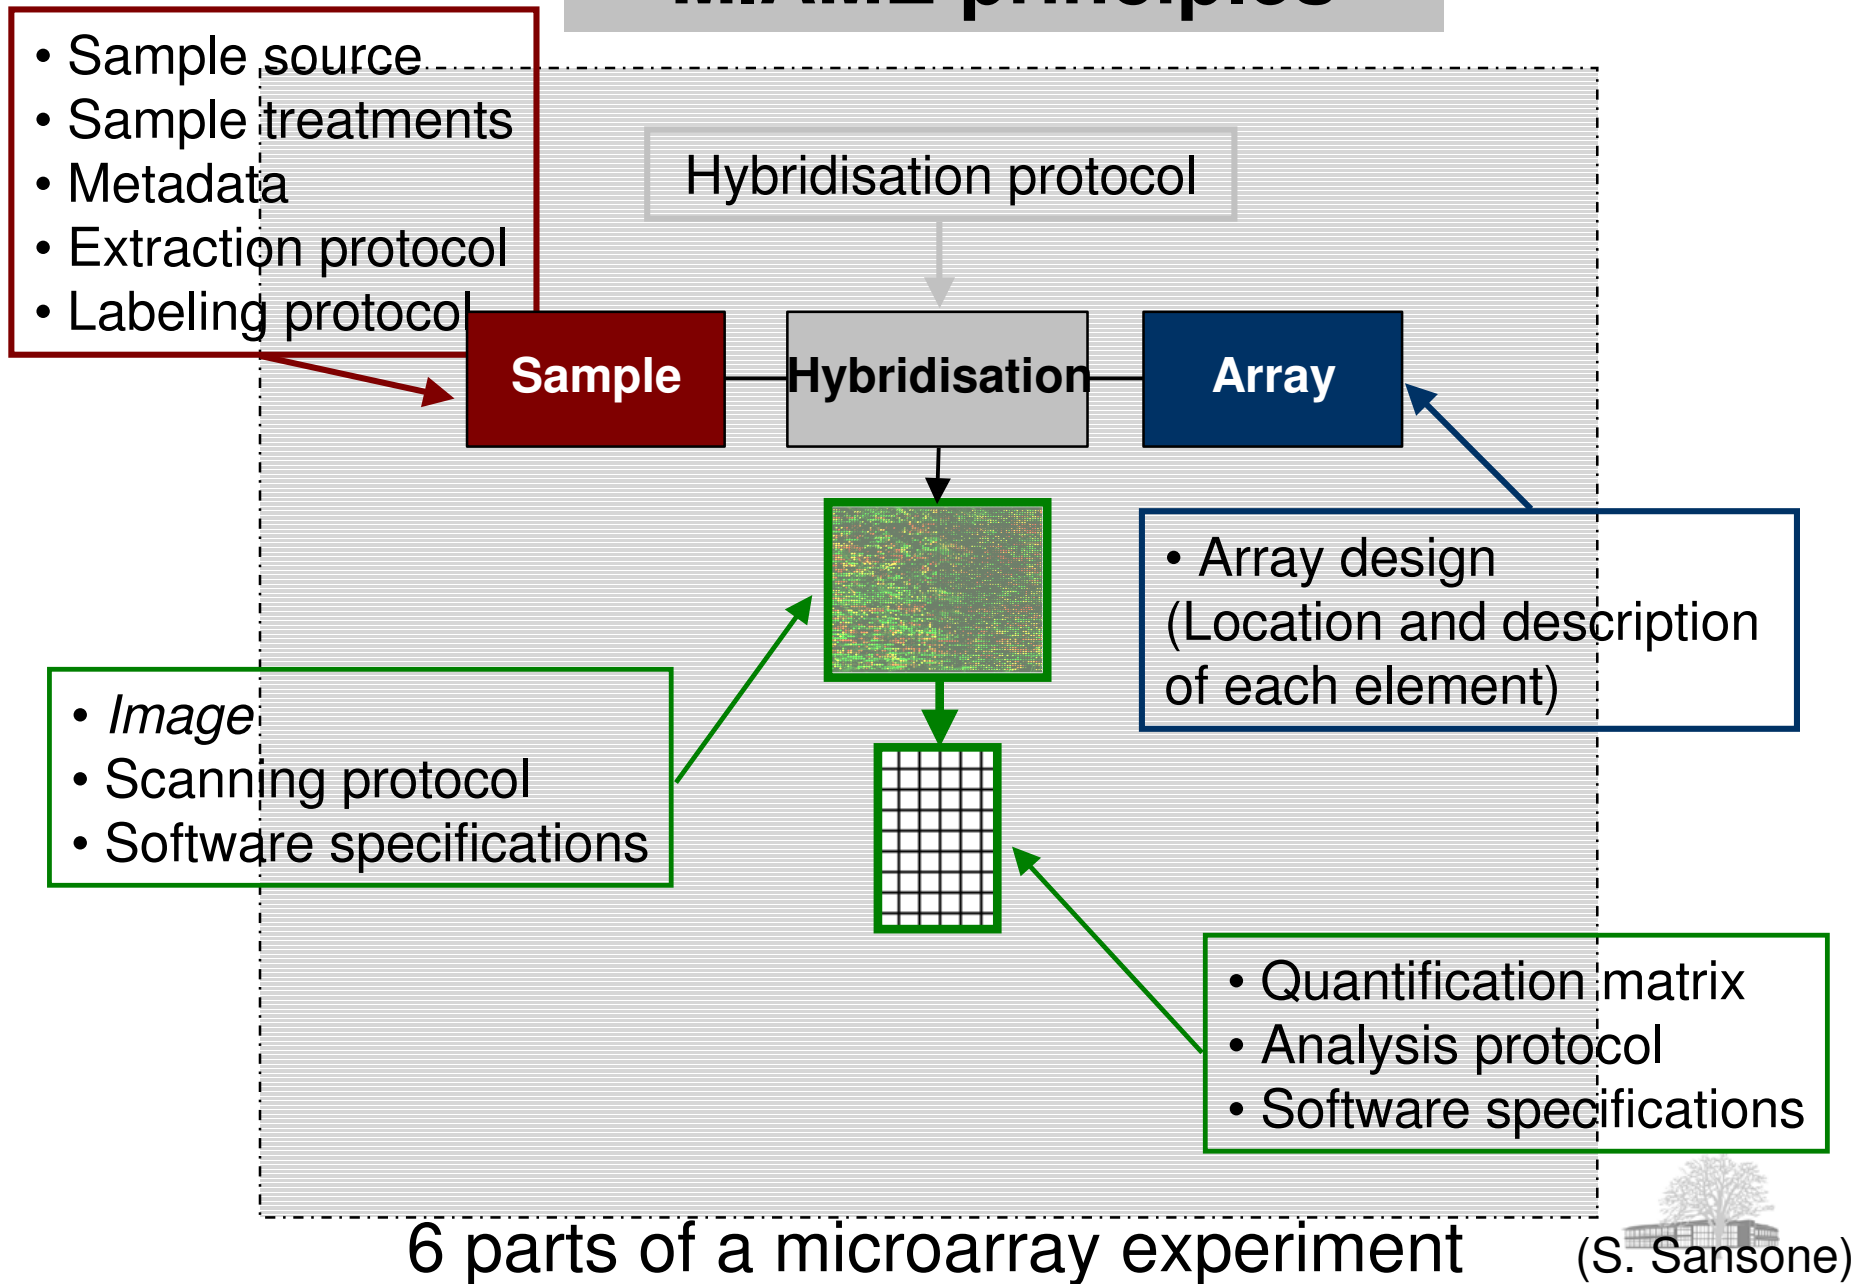 MIAME principles
• Sample source
• Sample treatments
• Metadata
• Extraction protocol
• Labeling protocol
Hybridisation protocol
Sample
Hybridisation
Array
• Array design
(Location and description
of each element)
• Image
• Scanning protocol
• Software specifications
• Quantification matrix
• Analysis protocol
• Software specifications
6 parts of a microarray experiment
(S. Sansone)